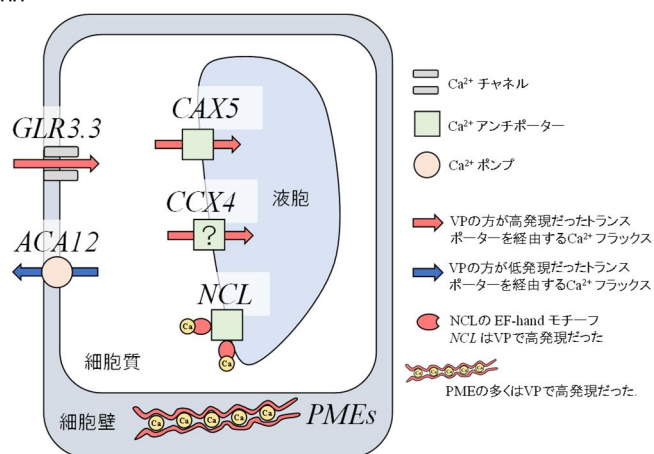 GLR3.3
CAX5
CCX4
?
ACA12
NCL
Ca
Ca
液胞
細胞質
細胞壁
Ca Ca Ca Ca Ca
PMEs
Ca²⁺ チャネル
Ca²⁺ アンチポーター
Ca²⁺ ポンプ
VPの方が高発現だったトランス
ポーターを経由するCa²⁺ フラックス
VPの方が低発現だったトランス
ポーターを経由するCa²⁺ フラックス
NCLの EF-hand モチーフ
NCL はVPで高発現だった
Ca Ca Ca Ca Ca
PMEの多くはVPで高発現だった.